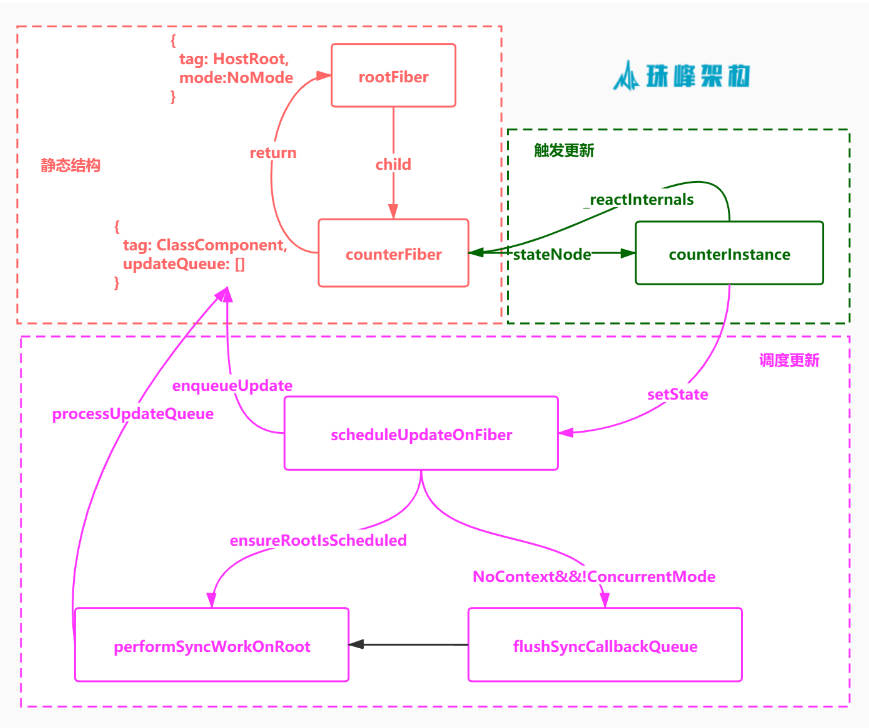 {
tag: HostRoot,
mode:NoMode
}
rootFiber
珠峰架构
return
child
静态结构
触发更新
_reactInternals
{
tag: ClassComponent,
updateQueue: []
}
counterFiber
stateNode
counterInstance
调度更新
enqueueUpdate
setState
processUpdateQueue
scheduleUpdateOnFiber
ensureRootIsScheduled
NoContext&&!ConcurrentMode
performSyncWorkOnRoot
flushSyncCallbackQueue